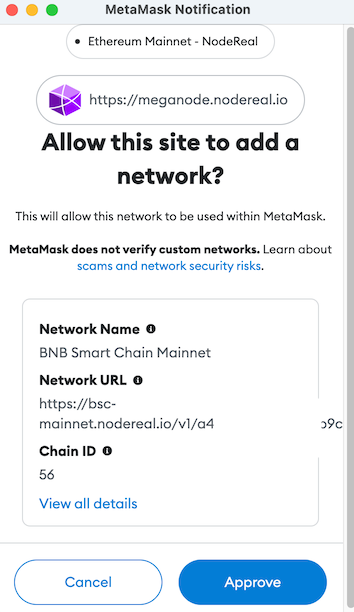 MetaMask Notification
Ethereum Mainnet - NodeReal
https://meganode.nodereal.io
Allow this site to add a
network?
This will allow this network to be used within MetaMask.
MetaMask does not verify custom networks. Learn about
scams and network security risks.
Network Name
BNB Smart Chain Mainnet
Network URL
https://bsc-
mainnet.nodereal.io/v1/a4 b9c
Chain ID
56
View all details
Cancel Approve